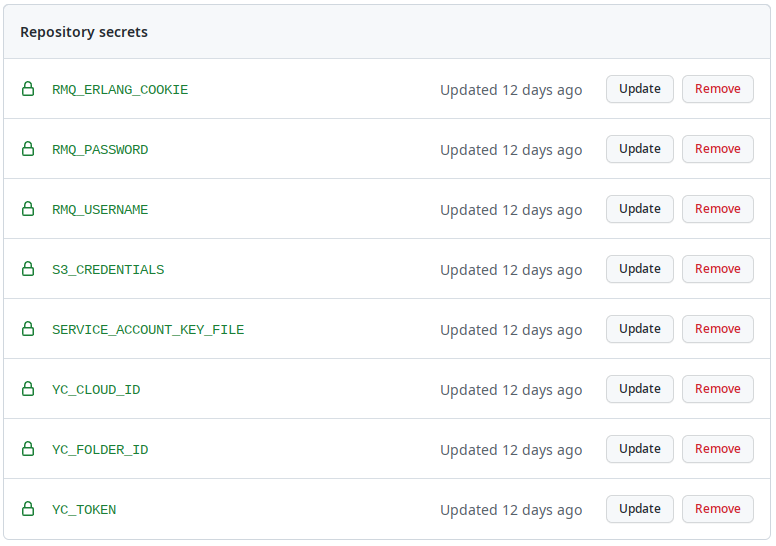 Repository secrets
RMQ_ERLANG_COOKIE Updated 12 days ago Update Remove
RMQ_PASSWORD Updated 12 days ago Update Remove
RMQ_USERNAME Updated 12 days ago Update Remove
S3_CREDENTIALS Updated 12 days ago Update Remove
SERVICE_ACCOUNT_KEY_FILE Updated 12 days ago Update Remove
YC_CLOUD_ID Updated 12 days ago Update Remove
YC_FOLDER_ID Updated 12 days ago Update Remove
YC_TOKEN Updated 12 days ago Update Remove